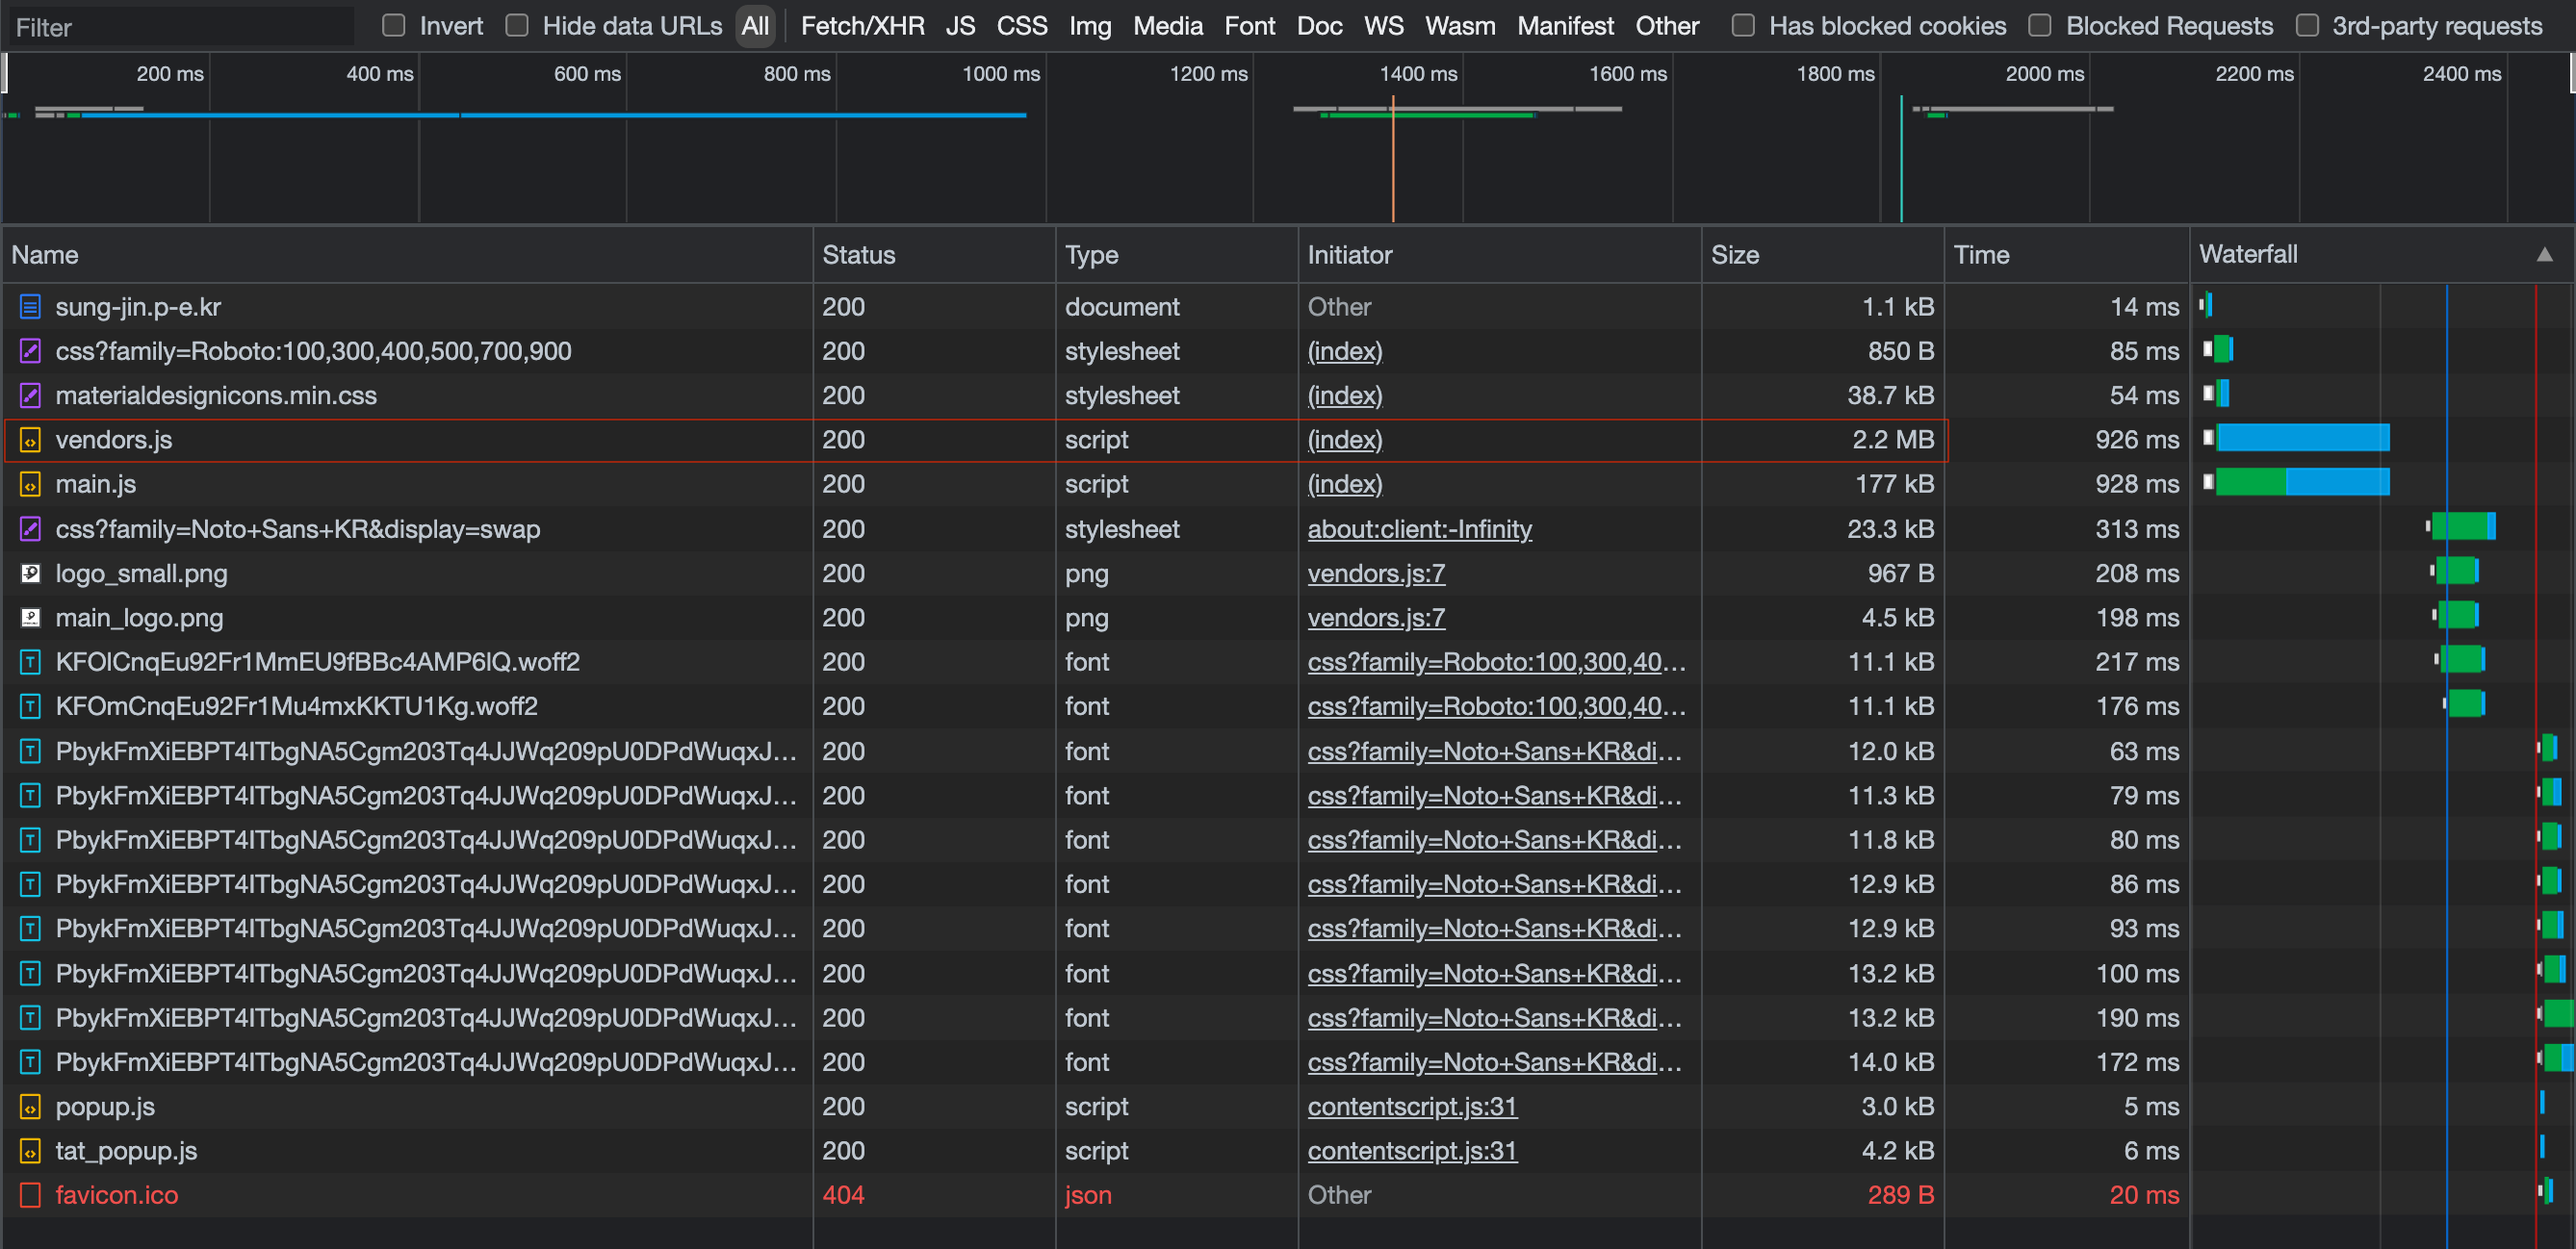 Filter Invert Hide data URLs All Fetch/XHR JS CSS Img Media Font Doc WS Wasm Manifest Other Has blocked cookies Blocked Requests 3rd-party requests
200 ms 400 ms 600 ms 800 ms 1000 ms 1200 ms 1400 ms 1600 ms 1800 ms 2000 ms 2200 ms 2400 ms
Name Status Type Initiator Size Time Waterfall
sung-jin.p-e.kr 200 document Other 1.1 kB 14 ms
css?family=Roboto:100,300,400,500,700,900 200 stylesheet (index) 850 B 85 ms
materialdesignicons.min.css 200 stylesheet (index) 38.7 kB 54 ms
vendors.js 200 script (index) 2.2 MB 926 ms
main.js 200 script (index) 177 kB 928 ms
css?family=Noto+Sans+KR&display=swap 200 stylesheet about:client:-Infinity 23.3 kB 313 ms
logo_small.png 200 png vendors.js:7 967 B 208 ms
main_logo.png 200 png vendors.js:7 4.5 kB 198 ms
KFOlCnqEu92Fr1MmEU9fBBc4AMP6lQ.woff2 200 font css?family=Roboto:100,300,40... 11.1 kB 217 ms
KFOmCnqEu92Fr1Mu4mxKKTU1Kg.woff2 200 font css?family=Roboto:100,300,40... 11.1 kB 176 ms
PbykFmXiEBPT4ITbgNA5Cgm203Tq4JJWq209pU0DPdWuqxJ... 200 font css?family=Noto+Sans+KR&di... 12.0 kB 63 ms
PbykFmXiEBPT4ITbgNA5Cgm203Tq4JJWq209pU0DPdWuqxJ... 200 font css?family=Noto+Sans+KR&di... 11.3 kB 79 ms
PbykFmXiEBPT4ITbgNA5Cgm203Tq4JJWq209pU0DPdWuqxJ... 200 font css?family=Noto+Sans+KR&di... 11.8 kB 80 ms
PbykFmXiEBPT4ITbgNA5Cgm203Tq4JJWq209pU0DPdWuqxJ... 200 font css?family=Noto+Sans+KR&di... 12.9 kB 86 ms
PbykFmXiEBPT4ITbgNA5Cgm203Tq4JJWq209pU0DPdWuqxJ... 200 font css?family=Noto+Sans+KR&di... 12.9 kB 93 ms
PbykFmXiEBPT4ITbgNA5Cgm203Tq4JJWq209pU0DPdWuqxJ... 200 font css?family=Noto+Sans+KR&di... 13.2 kB 100 ms
PbykFmXiEBPT4ITbgNA5Cgm203Tq4JJWq209pU0DPdWuqxJ... 200 font css?family=Noto+Sans+KR&di... 13.2 kB 190 ms
PbykFmXiEBPT4ITbgNA5Cgm203Tq4JJWq209pU0DPdWuqxJ... 200 font css?family=Noto+Sans+KR&di... 14.0 kB 172 ms
popup.js 200 script contentscript.js:31 3.0 kB 5 ms
tat_popup.js 200 script contentscript.js:31 4.2 kB 6 ms
favicon.ico 404 json Other 289 B 20 ms